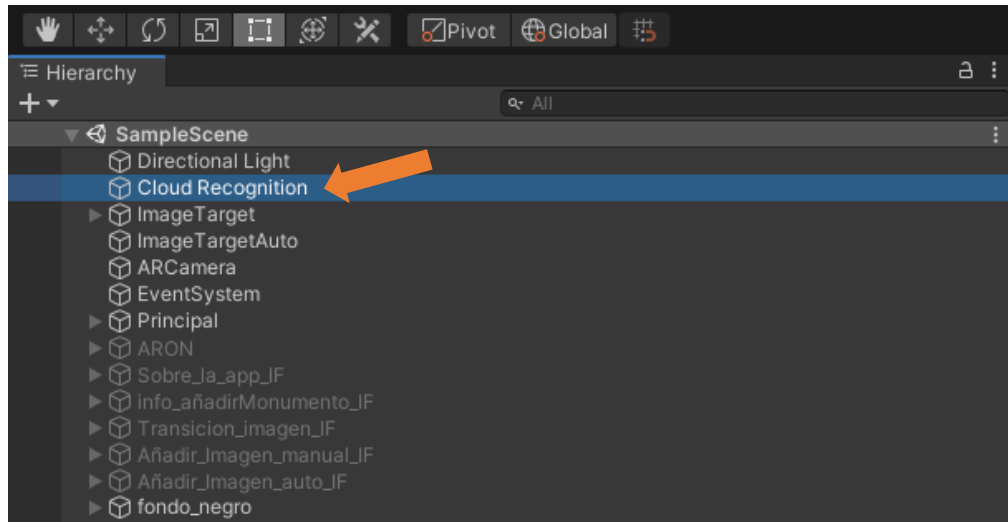 Pivot Global
Hierarchy
All
SampleScene
Directional Light
Cloud Recognition
ImageTarget
ImageTargetAuto
ARCamera
EventSystem
Principal
ARON
Sobre_la_app_IF
info_añadirMonumento_IF
Transicion_imagen_IF
Añadir_Imagen_manual_IF
Añadir_Imagen_auto_IF
fondo_negro